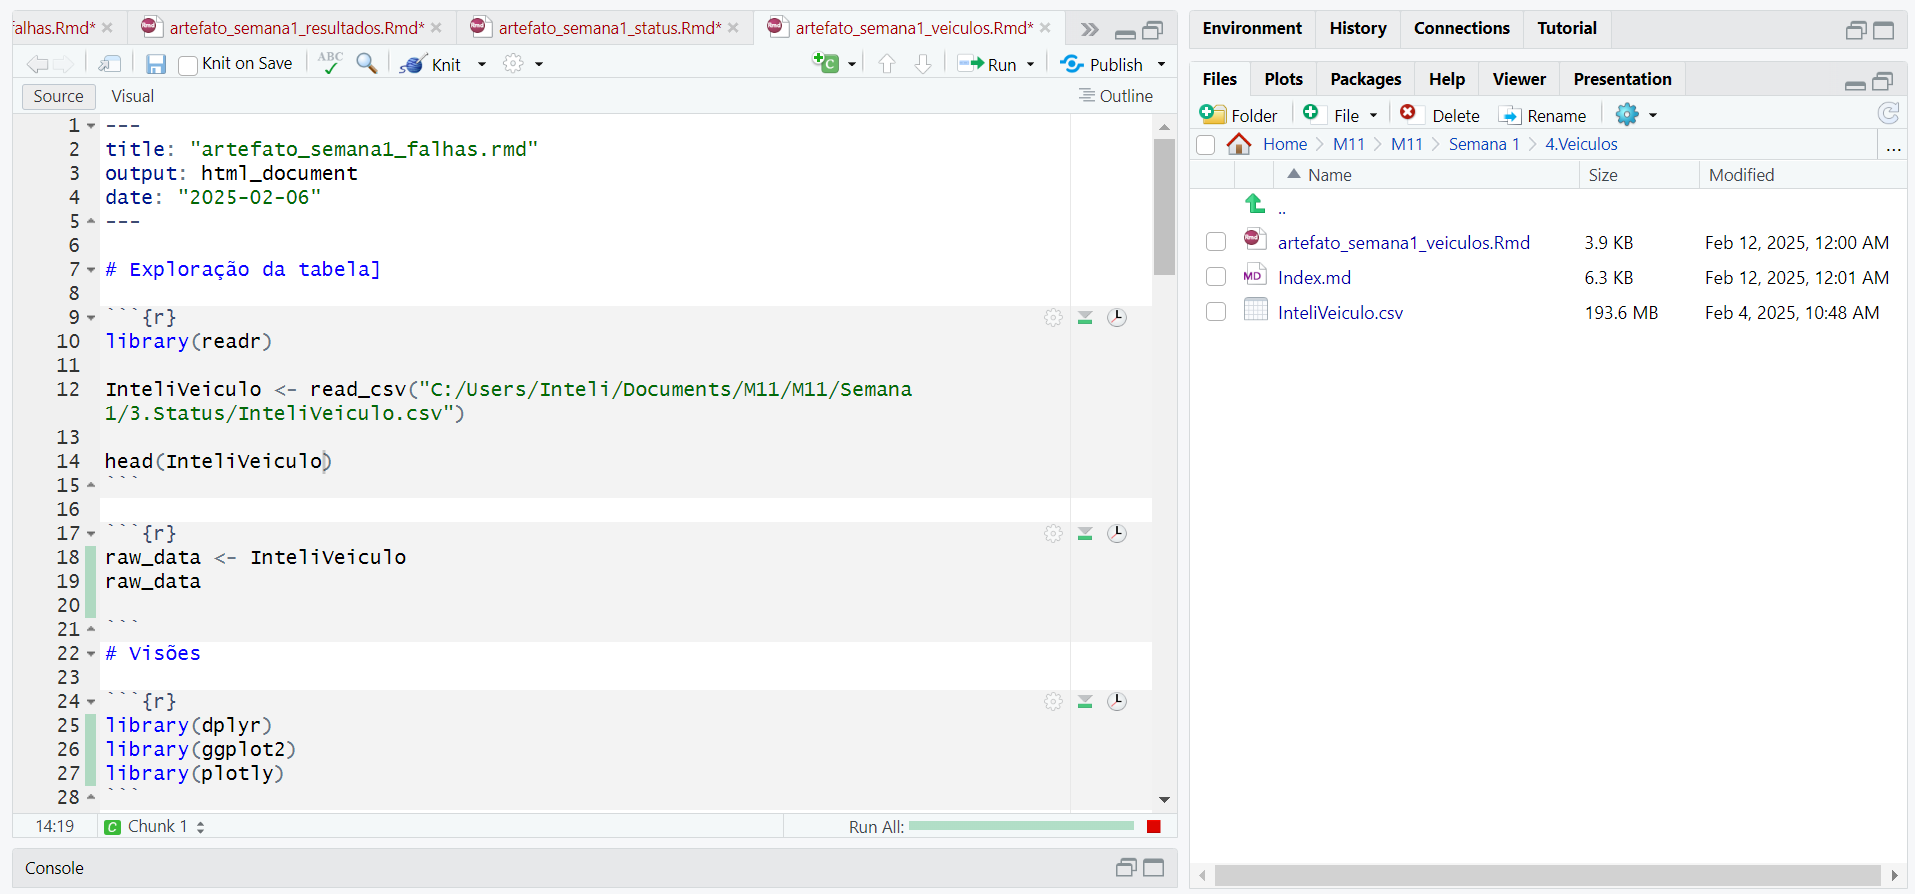 alhas.Rmd* artefato_semana1_resultados.Rmd* artefato_semana1_status.Rmd* artefato_semana1_veiculos.Rmd*
Knit on Save ABC Knit Run Publish
Source Visual Outline
1 ---
2 title: "artefato_semana1_falhas.rmd"
3 output: html_document
4 date: "2025-02-06"
5 ---
6
7 # Exploração da tabela]
8
9 ```{r}
10 library(readr)
11
12 InteliVeiculo <- read_csv("C:/Users/Inteli/Documents/M11/M11/Semana
1/3.Status/InteliVeiculo.csv")
13
14 head(InteliVeiculo)
15 ```
16
17 ```{r}
18 raw_data <- InteliVeiculo
19 raw_data
20
21 ```
22 # Visões
23
24 ```{r}
25 library(dplyr)
26 library(ggplot2)
27 library(plotly)
28 ```
14:19 C Chunk 1 Run All:
Console
Environment History Connections Tutorial
Files Plots Packages Help Viewer Presentation
Folder File Delete Rename
Home M11 M11 Semana 1 4.Veiculos ...
Name Size Modified
..
Rmd artefato_semana1_veiculos.Rmd 3.9 KB Feb 12, 2025, 12:00 AM
MD Index.md 6.3 KB Feb 12, 2025, 12:01 AM
InteliVeiculo.csv 193.6 MB Feb 4, 2025, 10:48 AM